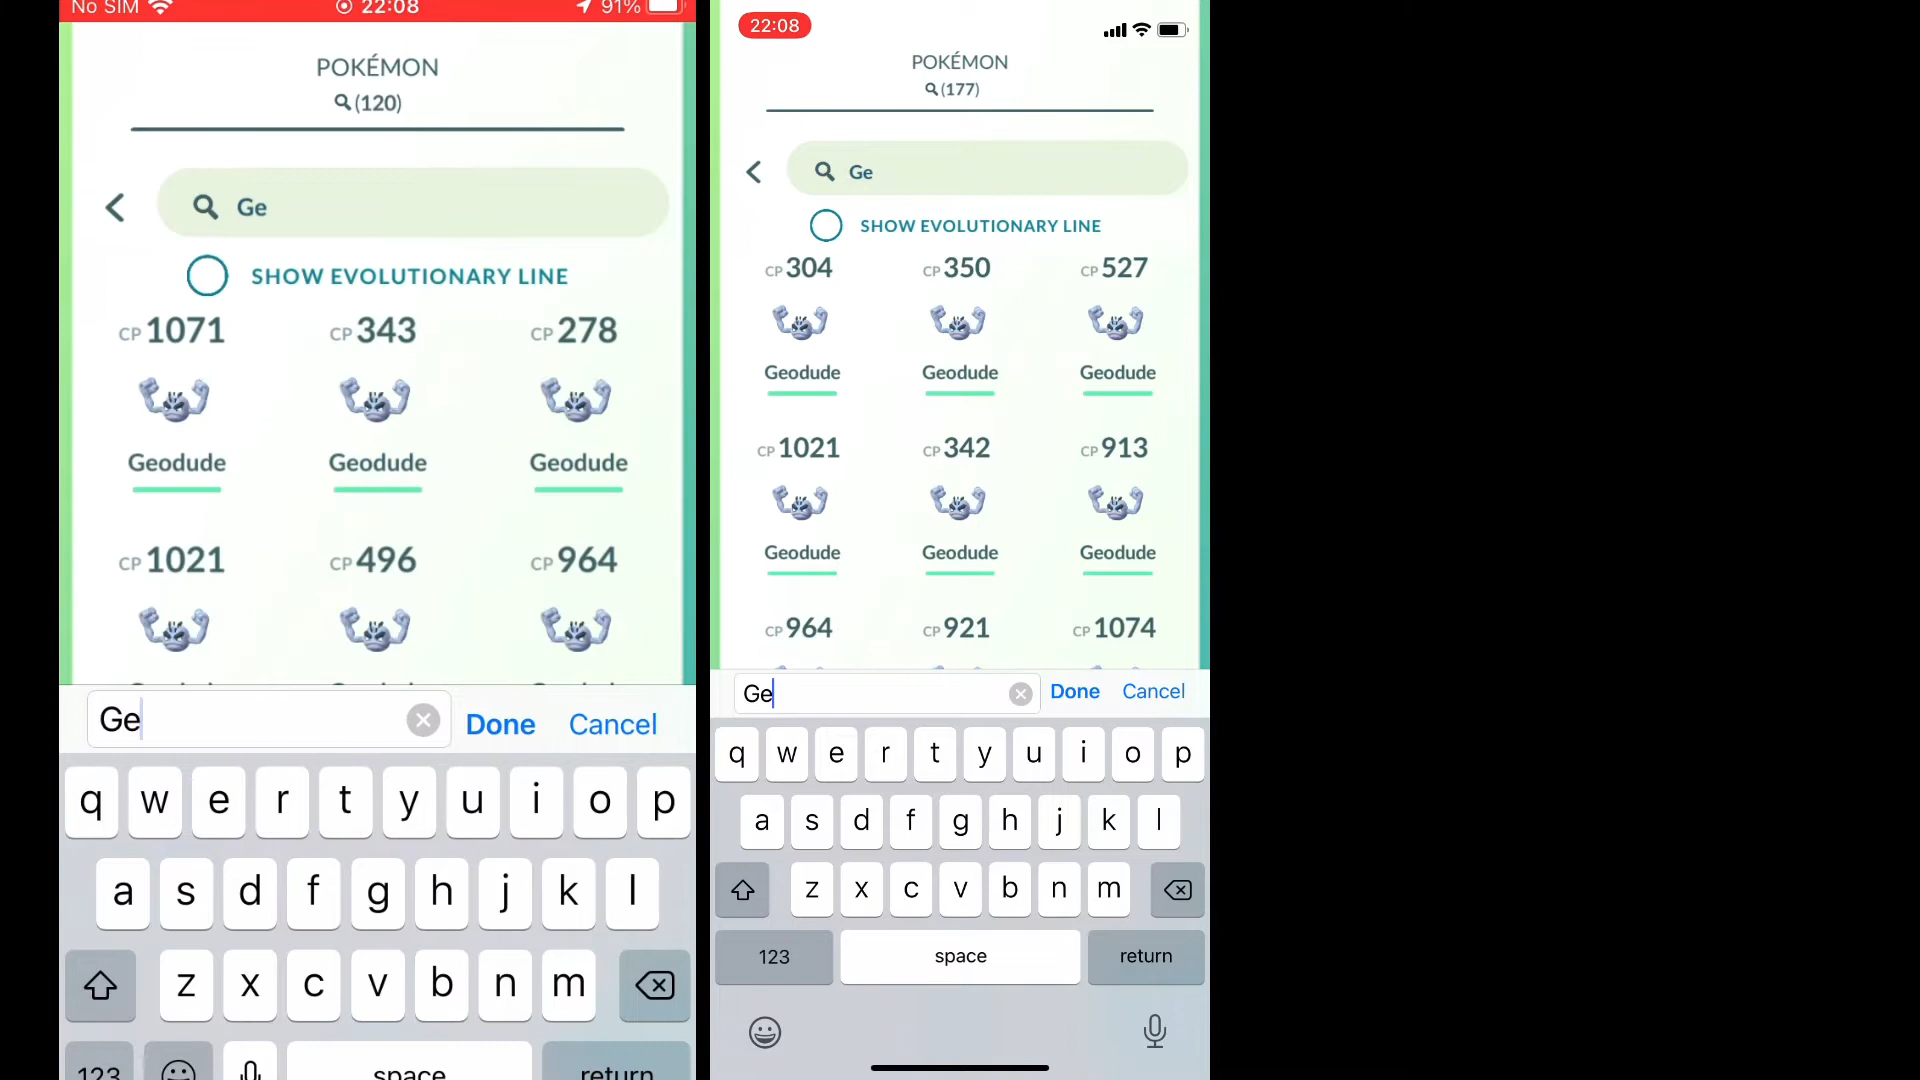 No SIM 22:08 91%
POKÉMON
(120)
Ge
SHOW EVOLUTIONARY LINE
CP 1071 CP 343 CP 278
Geodude Geodude Geodude
CP 1021 CP 496 CP 964
Ge Done Cancel
q w e r t y u i o p
a s d f g h j k l
z x c v b n m
123 space return
22:08
POKÉMON
(177)
Ge
SHOW EVOLUTIONARY LINE
CP 304 CP 350 CP 527
Geodude Geodude Geodude
CP 1021 CP 342 CP 913
Geodude Geodude Geodude
CP 964 CP 921 CP 1074
Ge Done Cancel
q w e r t y u i o p
a s d f g h j k l
z x c v b n m
123 space return